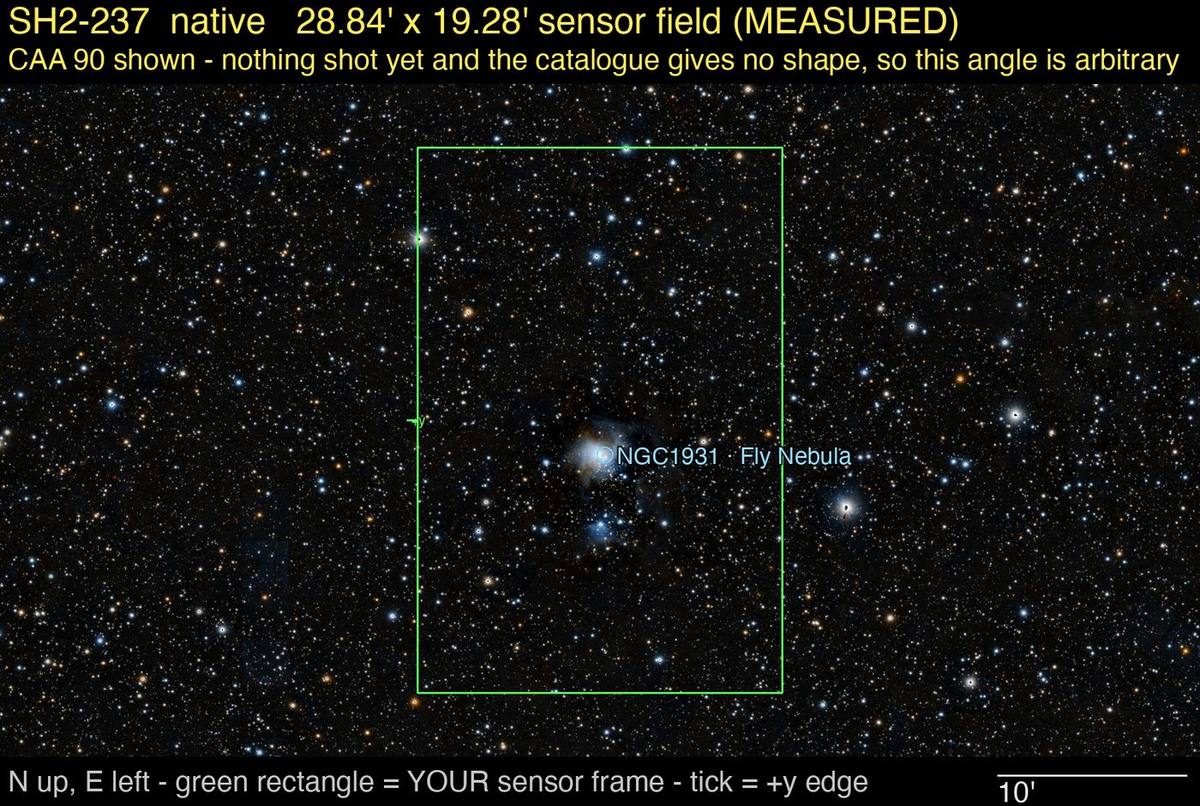 SH2-237 native 28.84' x 19.28' sensor field (MEASURED)
CAA 90 shown - nothing shot yet and the catalogue gives no shape, so this angle is arbitrary
+y
NGC1931 · Fly Nebula
N up, E left - green rectangle = YOUR sensor frame - tick = +y edge
10'